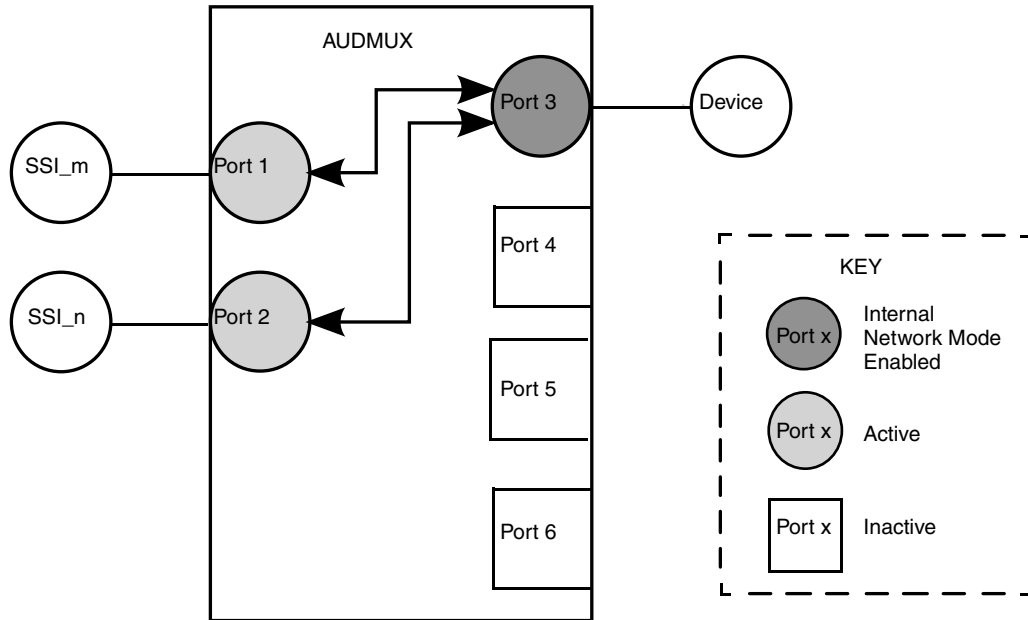 AUDMUX
Port 3
Device
SSI_m
Port 1
Port 4
SSI_n
Port 2
Port 5
Port 6
KEY
Port x
Internal
Network Mode
Enabled
Port x
Active
Port x
Inactive